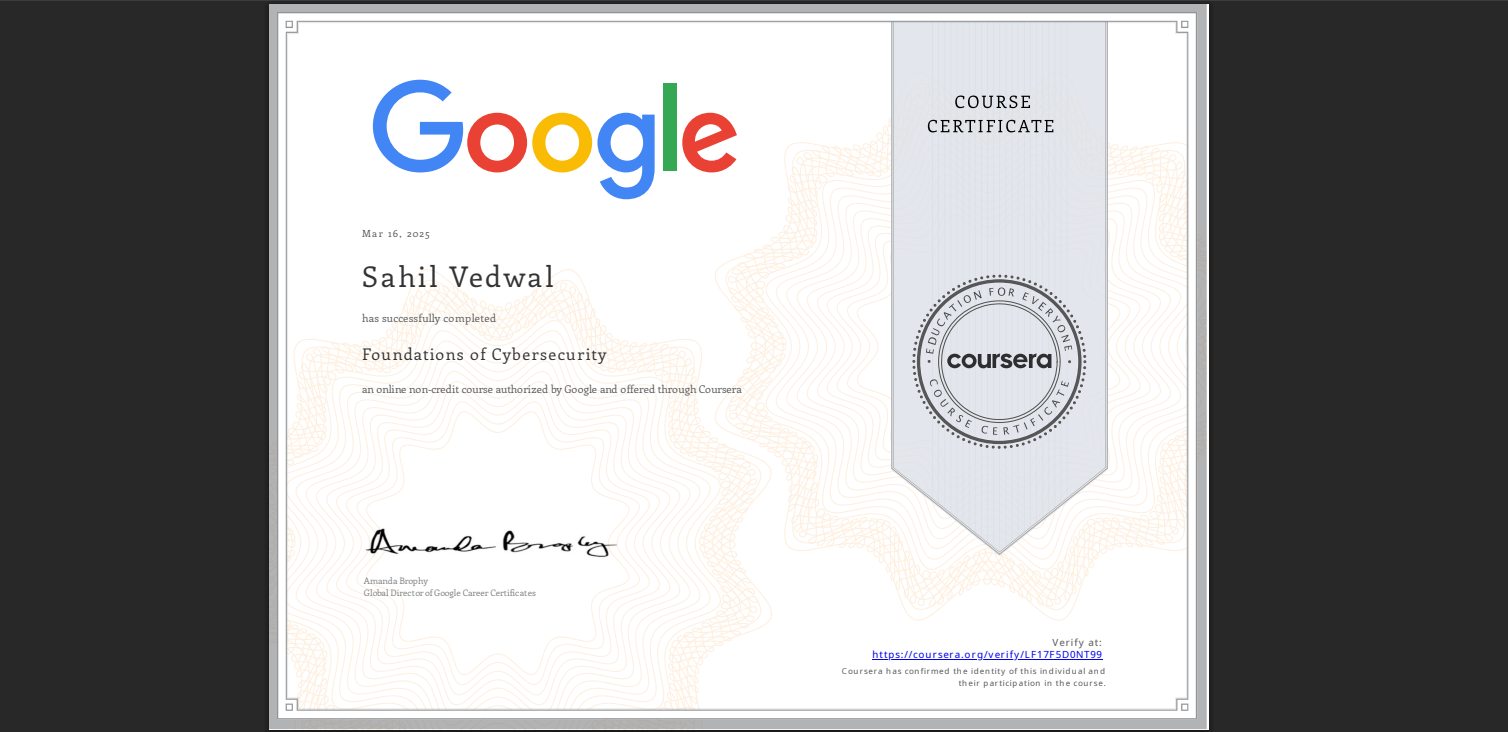 Google
COURSE
CERTIFICATE
Mar 16, 2025
Sahil Vedwal
has successfully completed
Foundations of Cybersecurity
an online non-credit course authorized by Google and offered through Coursera
EDUCATION FOR EVERYONE
coursera
COURSE CERTIFICATE
Amanda Brophy
Amanda Brophy
Global Director of Google Career Certificates
Verify at:
https://coursera.org/verify/LF17F5D0NT99
Coursera has confirmed the identity of this individual and
their participation in the course.